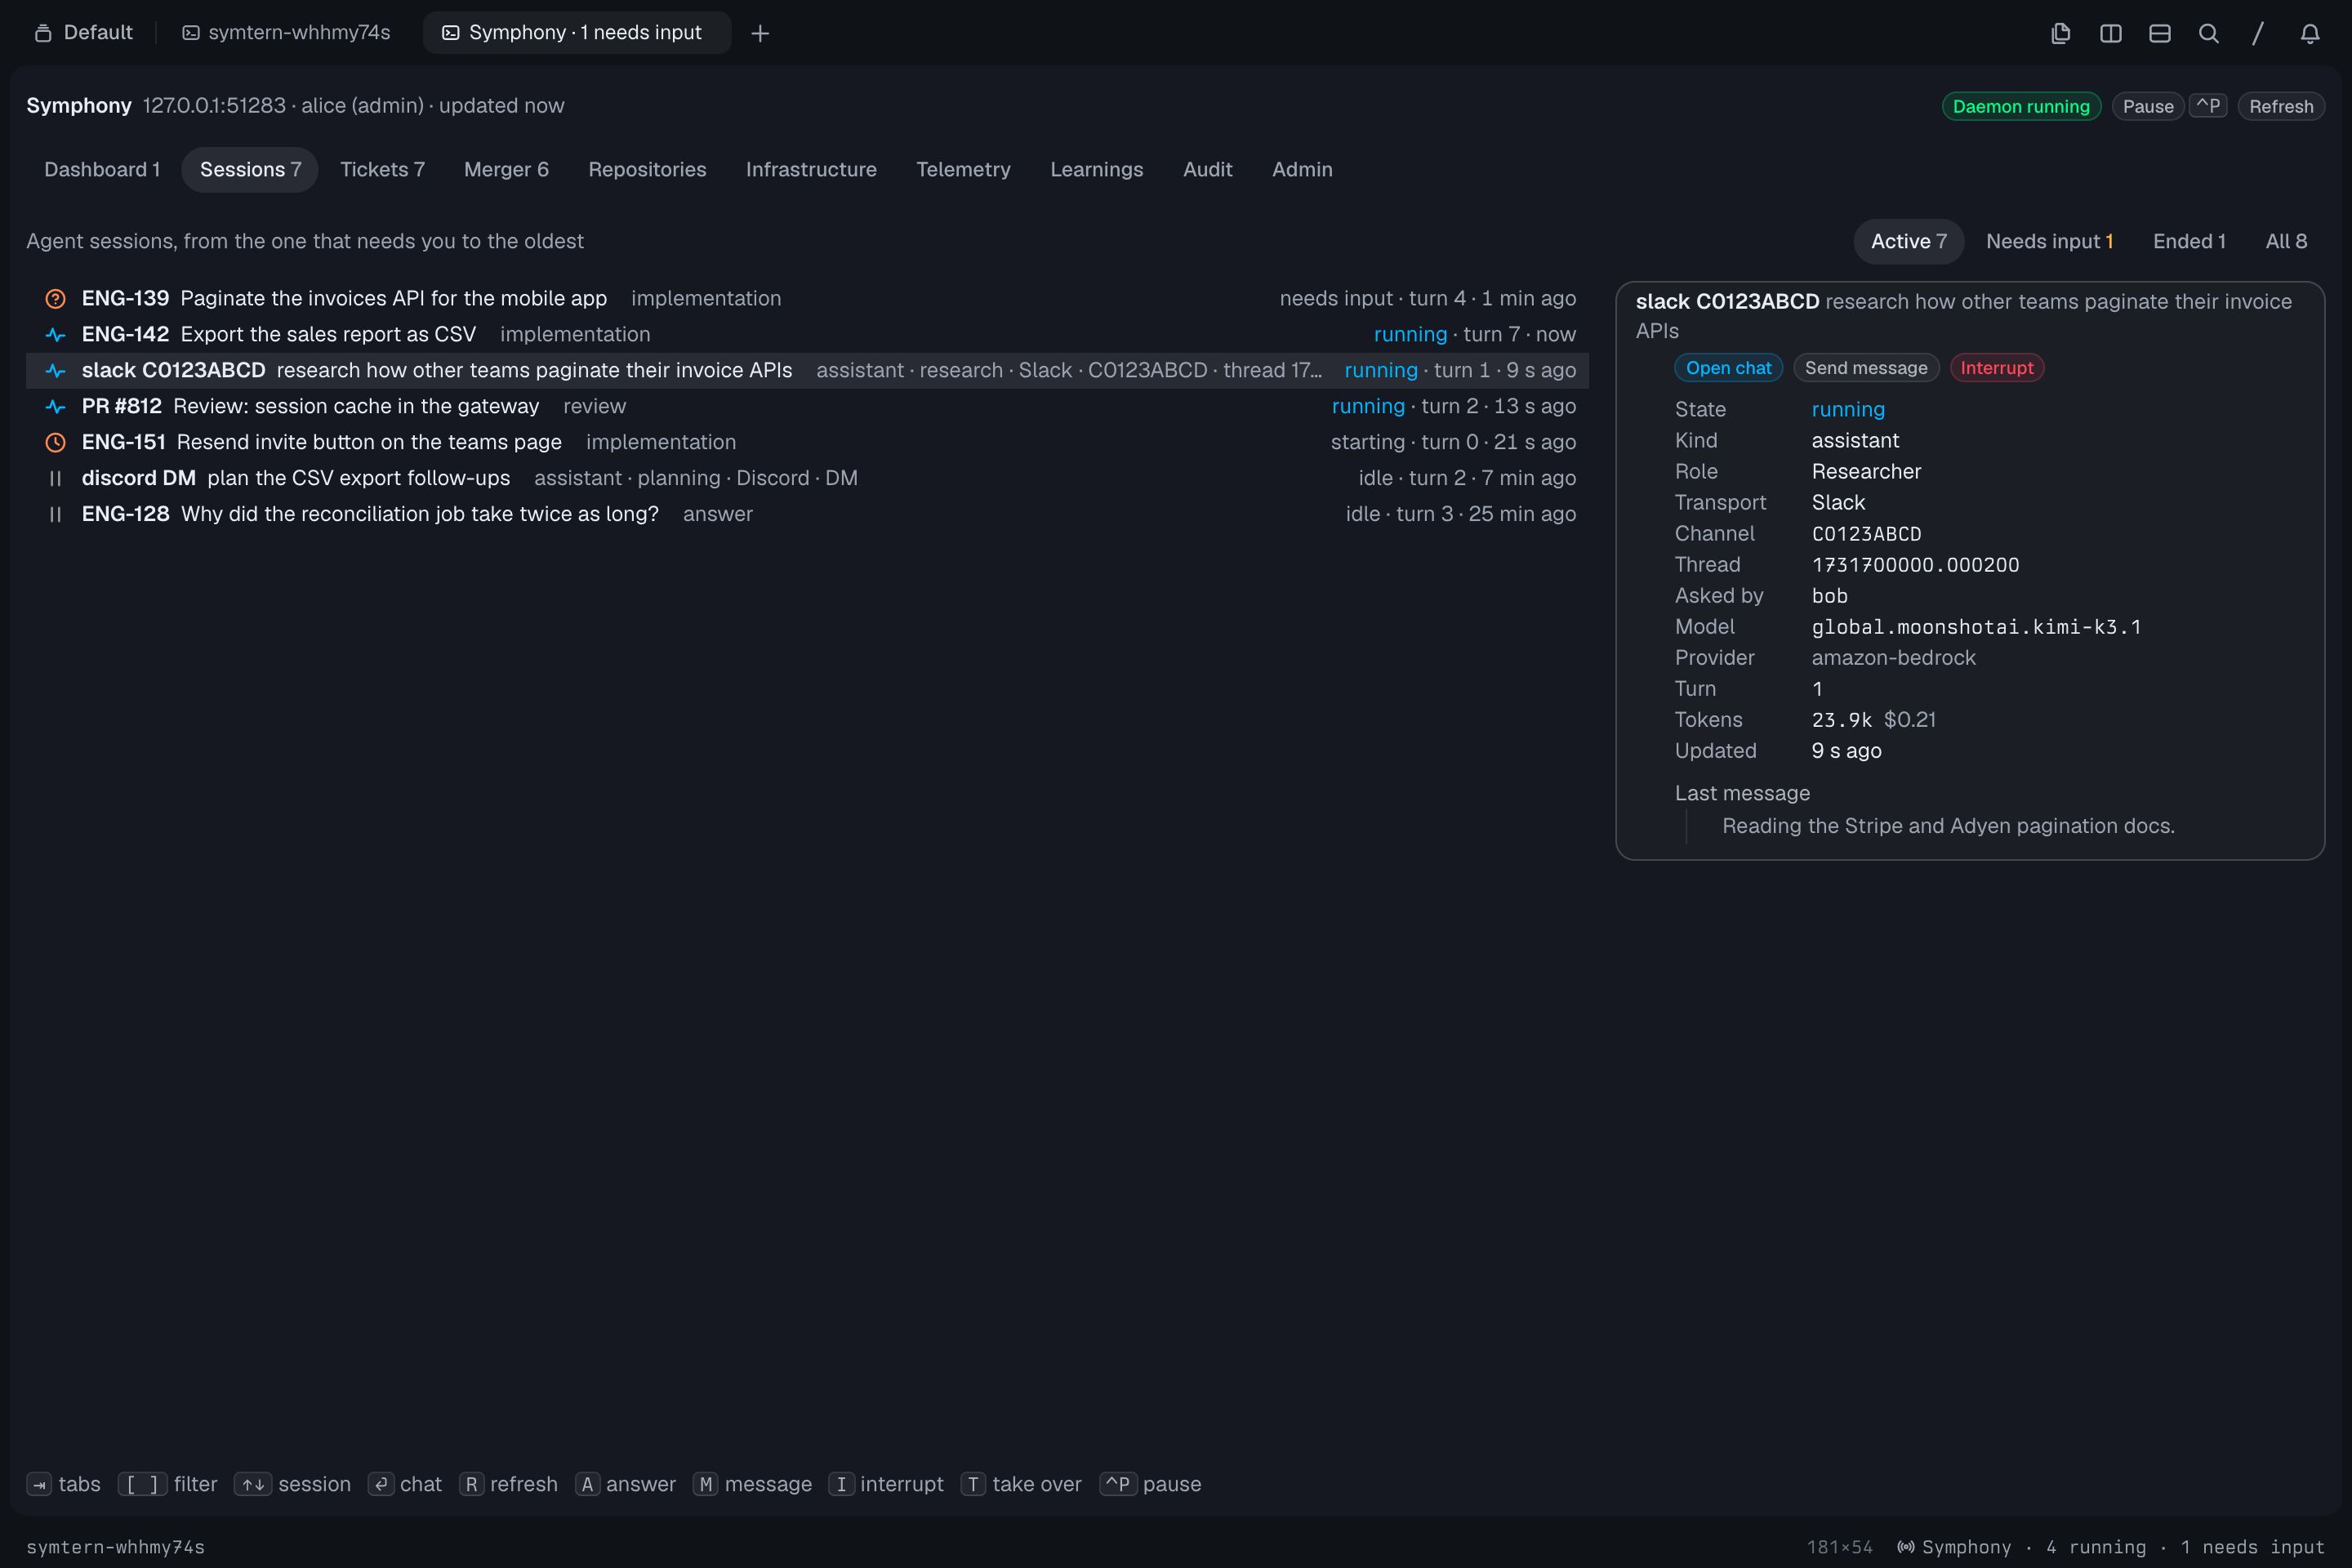 Default symtern-whhmy74s Symphony · 1 needs input
Symphony 127.0.0.1:51283 · alice (admin) · updated now Daemon running Pause ^P Refresh
Dashboard 1 Sessions 7 Tickets 7 Merger 6 Repositories Infrastructure Telemetry Learnings Audit Admin
Agent sessions, from the one that needs you to the oldest Active 7 Needs input 1 Ended 1 All 8
ENG-139 Paginate the invoices API for the mobile app implementation needs input · turn 4 · 1 min ago
ENG-142 Export the sales report as CSV implementation running · turn 7 · now
slack C0123ABCD research how other teams paginate their invoice APIs assistant · research · Slack · C0123ABCD · thread 17… running · turn 1 · 9 s ago
PR #812 Review: session cache in the gateway review running · turn 2 · 13 s ago
ENG-151 Resend invite button on the teams page implementation starting · turn 0 · 21 s ago
discord DM plan the CSV export follow-ups assistant · planning · Discord · DM idle · turn 2 · 7 min ago
ENG-128 Why did the reconciliation job take twice as long? answer idle · turn 3 · 25 min ago
slack C0123ABCD research how other teams paginate their invoice
APIs
Open chat Send message Interrupt
State running
Kind assistant
Role Researcher
Transport Slack
Channel C0123ABCD
Thread 1731700000.000200
Asked by bob
Model global.moonshotai.kimi-k3.1
Provider amazon-bedrock
Turn 1
Tokens 23.9k $0.21
Updated 9 s ago
Last message
Reading the Stripe and Adyen pagination docs.
⇥ tabs [ ] filter ↑↓ session ⏎ chat R refresh A answer M message I interrupt T take over ^P pause
symtern-whhmy74s 181×54 Symphony · 4 running · 1 needs input